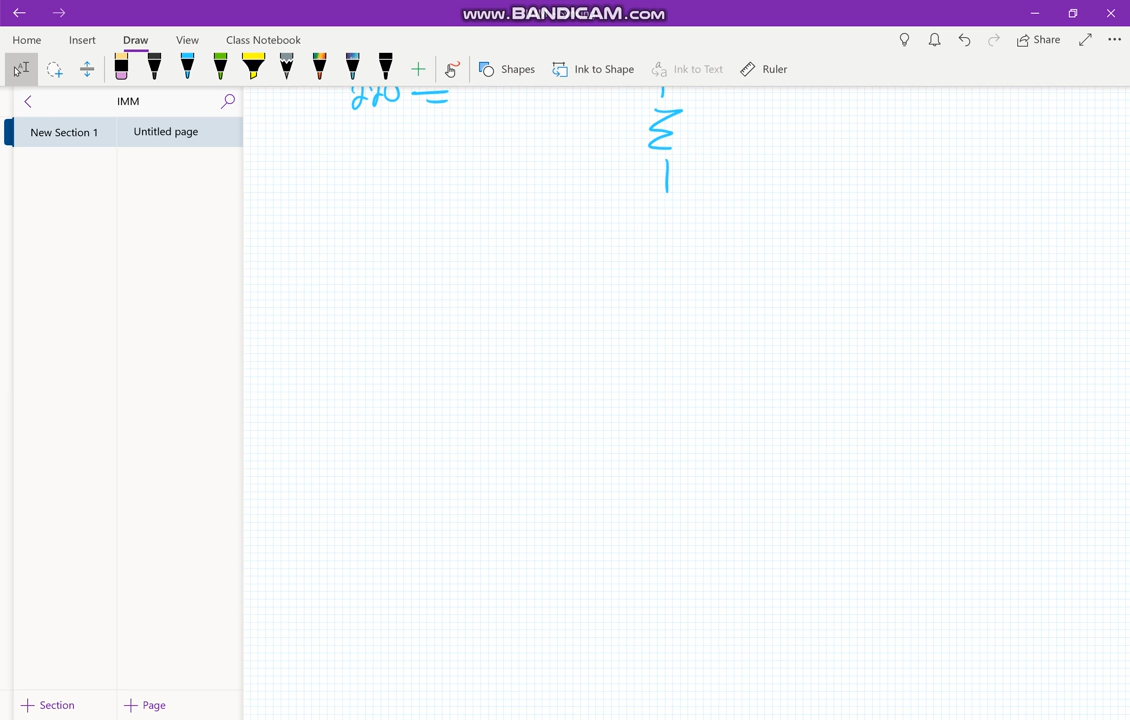 www.BANDICAM.com
Home Insert Draw View Class Notebook
Share
Shapes Ink to Shape Ink to Text Ruler
IMM
New Section 1 Untitled page
220
Section Page